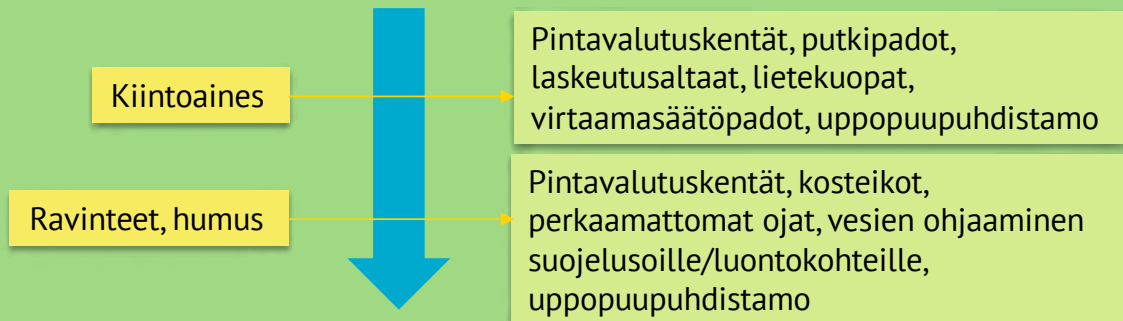 Kiintoaines
Pintavalutuskentät, putkipadot,
laskeutusaltaat, lietekuopat,
virtaamasäätöpadot, uppopuupuhdistamo
Ravinteet, humus
Pintavalutuskentät, kosteikot,
perkaamattomat ojat, vesien ohjaaminen
suojelusoille/luontokohteille,
uppopuupuhdistamo